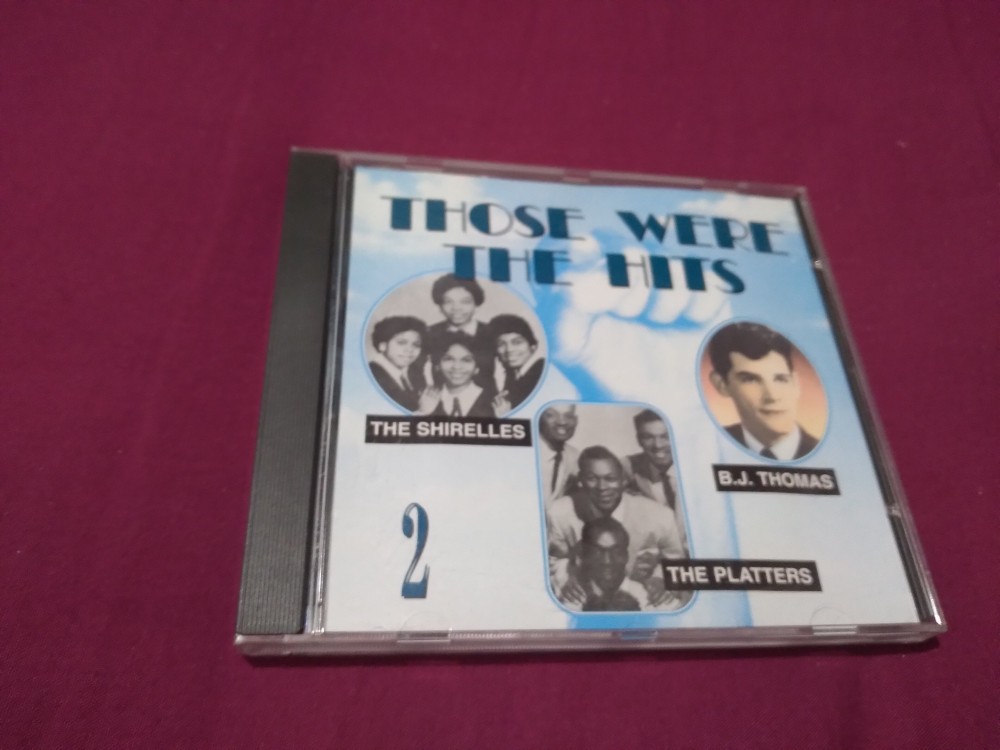 THOSE WERE
THE HITS
THE SHIRELLES
B.J. THOMAS
2
THE PLATTERS